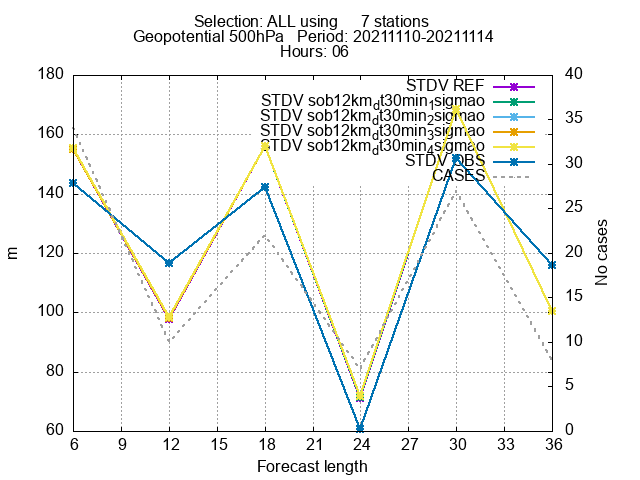 Selection: ALL using 7 stations
Geopotential 500hPa Period: 20211110-20211114
Hours: 06
180 40
STDV REF
STDV sob12km_dt30min_1sigmao
STDV sob12km_dt30min_2sigmao
STDV sob12km_dt30min_3sigmao
STDV sob12km_dt30min_4sigmao
STDV OBS
CASES
160 35
140 30
120 25
100 20
80 15
60 10
5
0
m
No cases
6 9 12 15 18 21 24 27 30 33 36
Forecast length